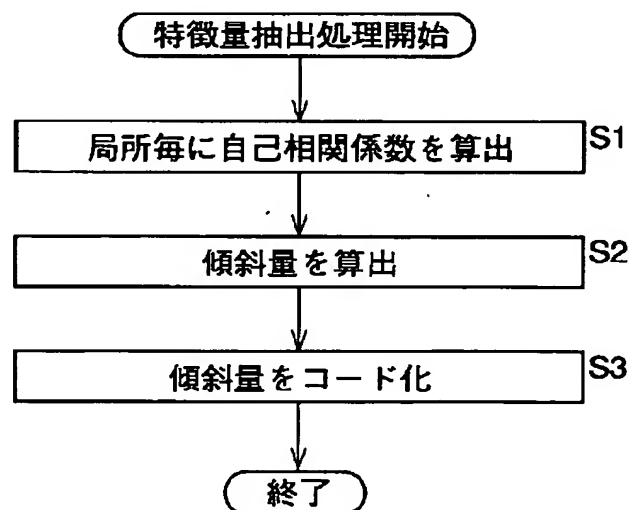 特徴量抽出処理開始
局所毎に自己相関係数を算出
S1
傾斜量を算出
S2
傾斜量をコード化
S3
終了